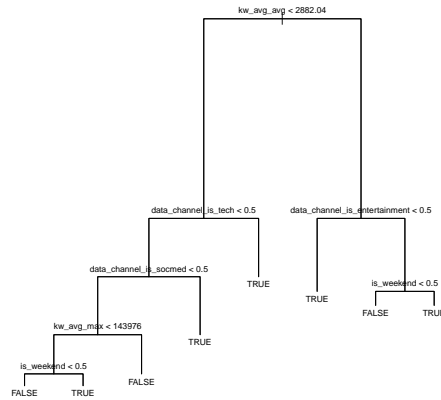 kw_avg_avg < 2882.04
data_channel_is_tech < 0.5
data_channel_is_entertainment < 0.5
data_channel_is_socmed < 0.5
TRUE
TRUE
is_weekend < 0.5
FALSE
TRUE
kw_avg_max < 143976
TRUE
is_weekend < 0.5
FALSE
FALSE
TRUE